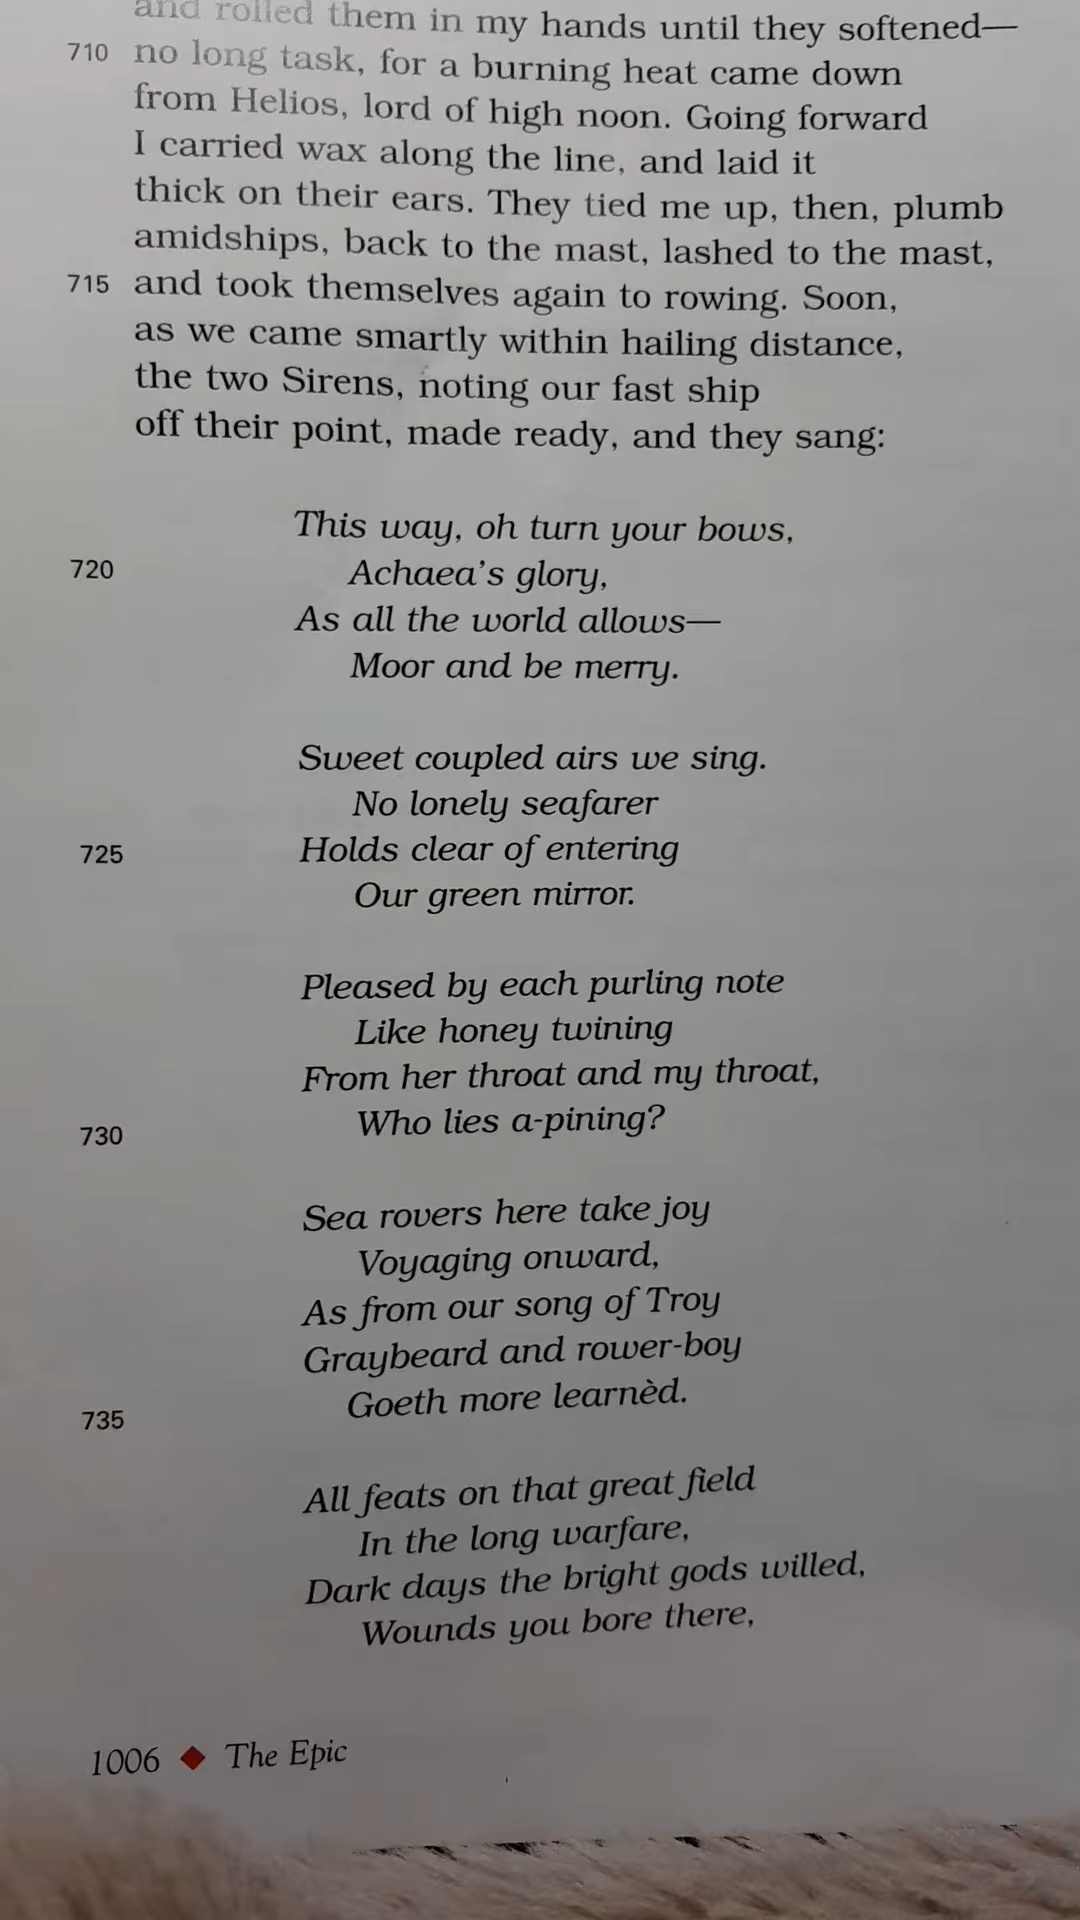 and rolled them in my hands until they softened—
710 no long task, for a burning heat came down
from Helios, lord of high noon. Going forward
I carried wax along the line, and laid it
thick on their ears. They tied me up, then, plumb
amidships, back to the mast, lashed to the mast,
715 and took themselves again to rowing. Soon,
as we came smartly within hailing distance,
the two Sirens, noting our fast ship
off their point, made ready, and they sang:
This way, oh turn your bows,
720 Achaea's glory,
As all the world allows—
Moor and be merry.
Sweet coupled airs we sing.
No lonely seafarer
725 Holds clear of entering
Our green mirror.
Pleased by each purling note
Like honey twining
From her throat and my throat,
730 Who lies a-pining?
Sea rovers here take joy
Voyaging onward,
As from our song of Troy
Graybeard and rower-boy
735 Goeth more learnèd.
All feats on that great field
In the long warfare,
Dark days the bright gods willed,
Wounds you bore there,
1006 ◆ The Epic